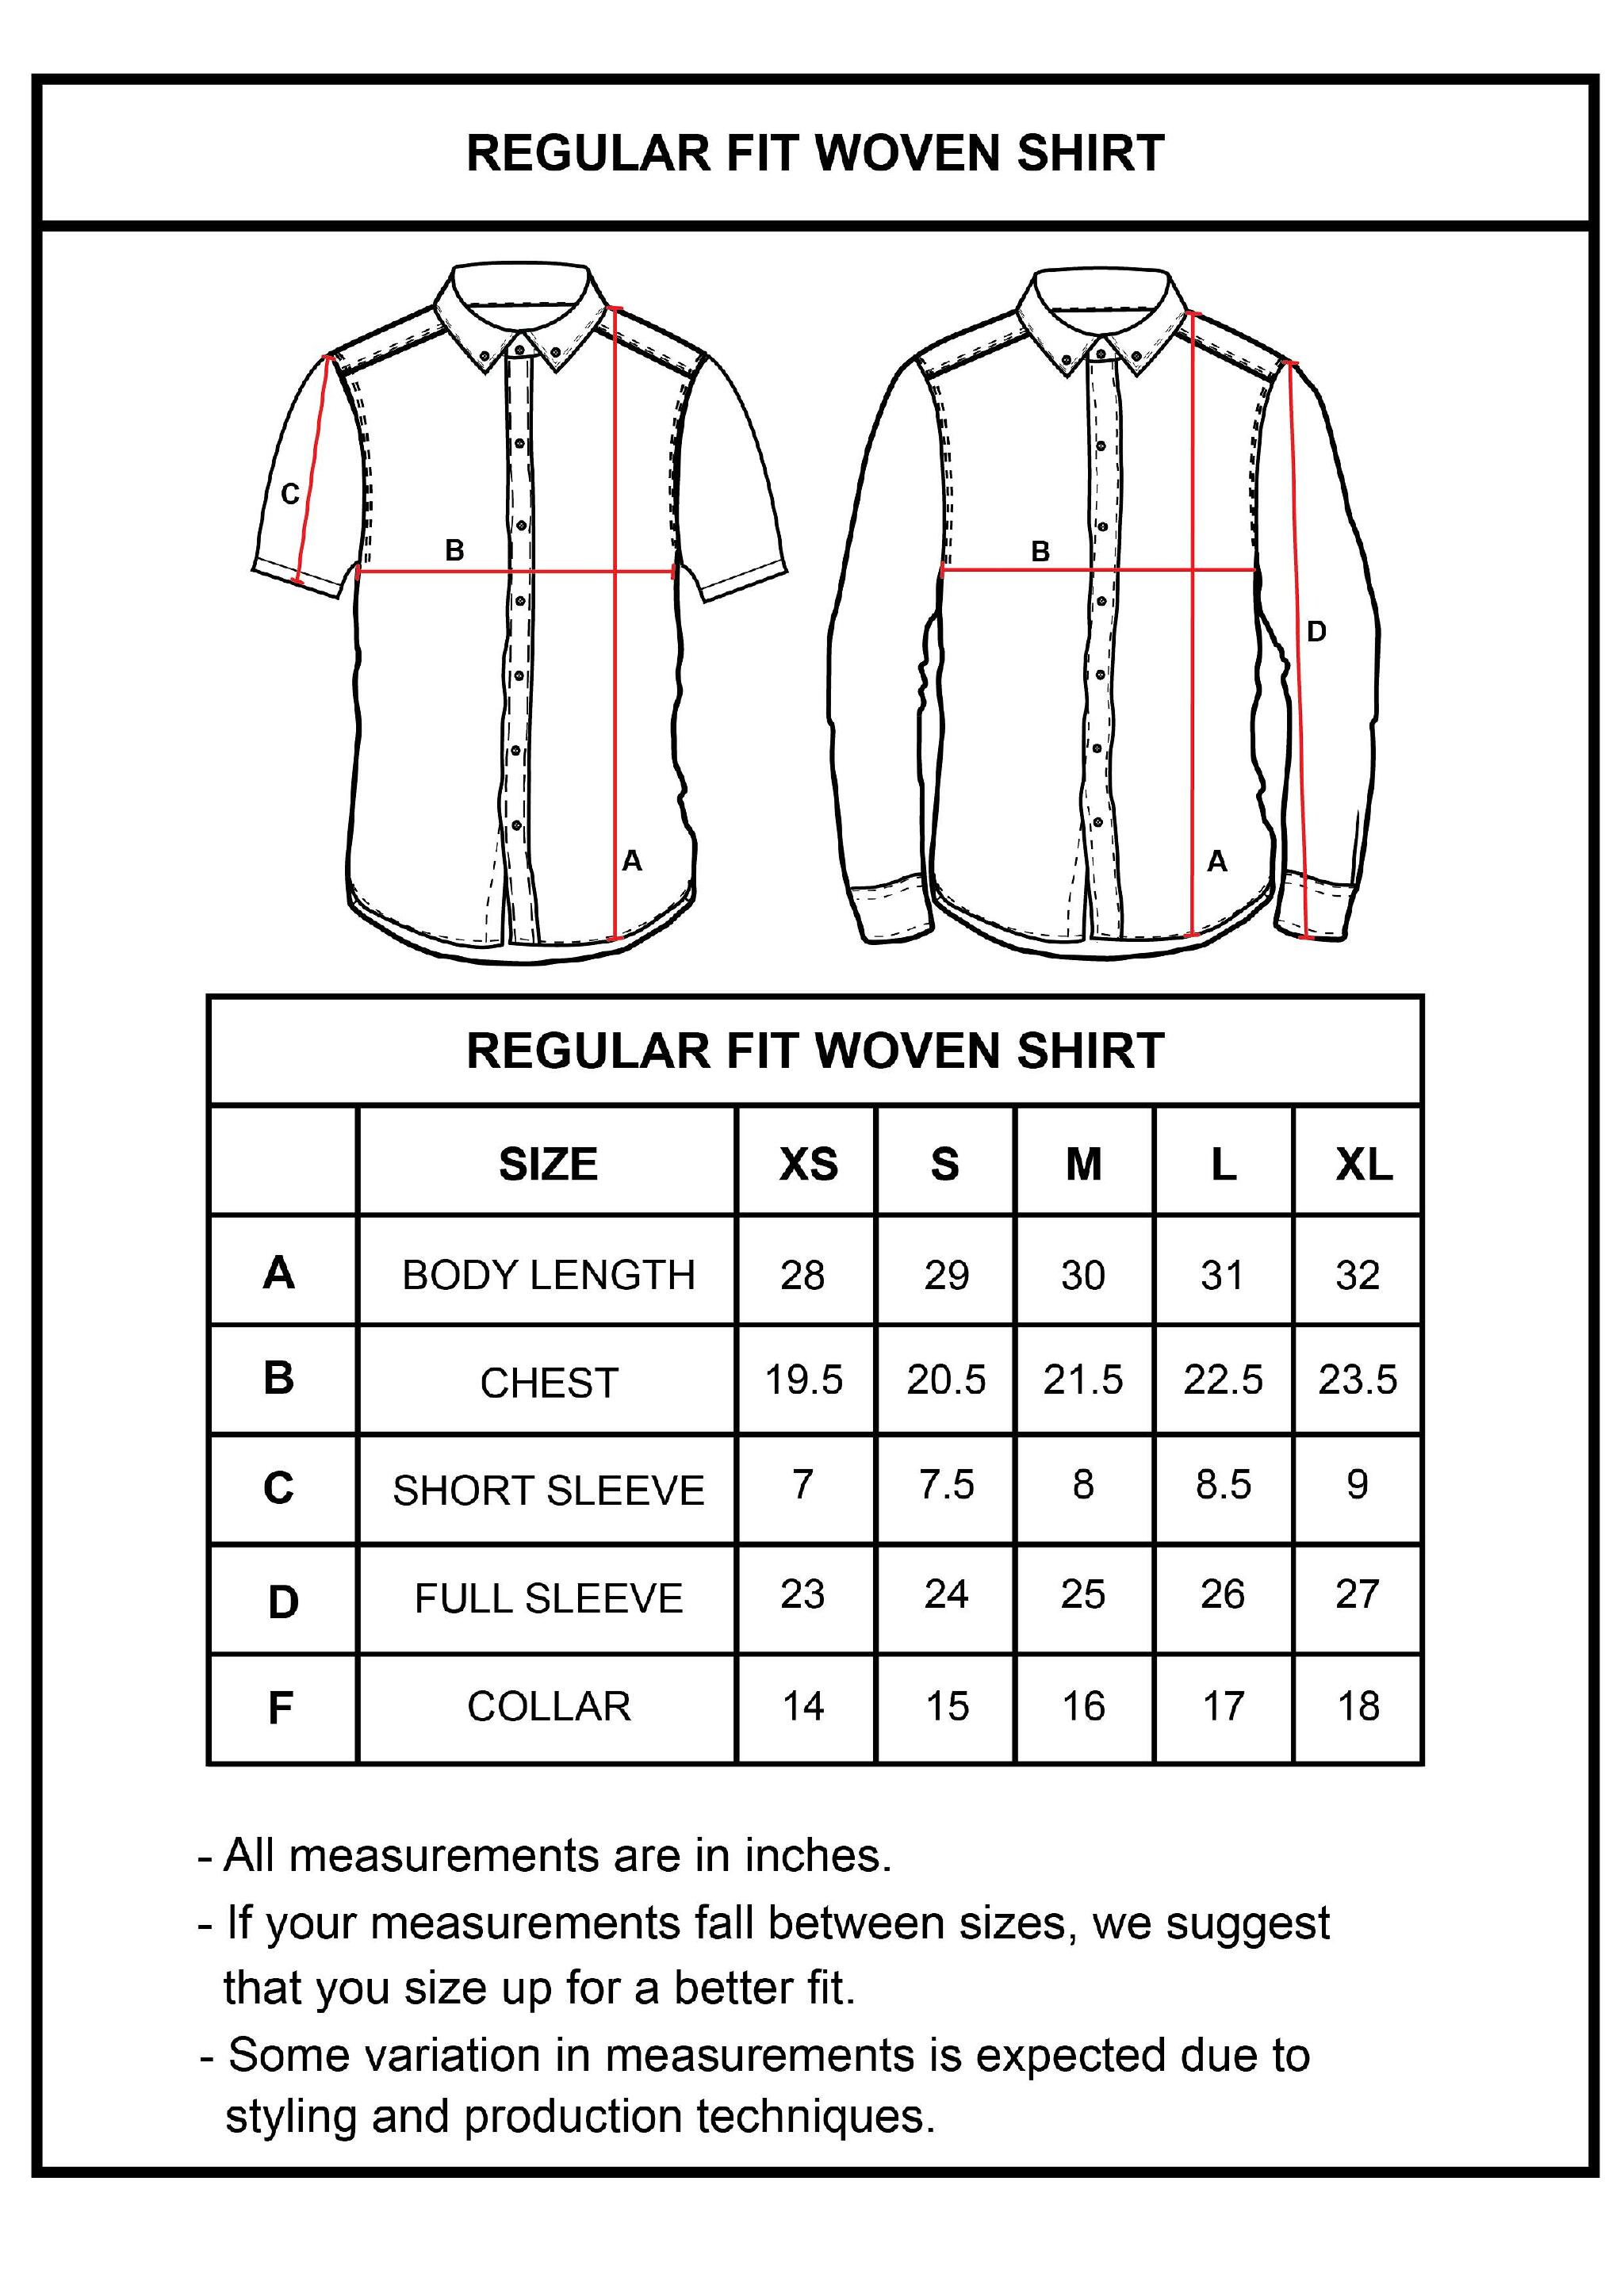 REGULAR FIT WOVEN SHIRT
C
B
A
B
D
A
REGULAR FIT WOVEN SHIRT
SIZE XS S M L XL
A BODY LENGTH 28 29 30 31 32
B CHEST 19.5 20.5 21.5 22.5 23.5
C SHORT SLEEVE 7 7.5 8 8.5 9
D FULL SLEEVE 23 24 25 26 27
F COLLAR 14 15 16 17 18
- All measurements are in inches.
- If your measurements fall between sizes, we suggest
that you size up for a better fit.
- Some variation in measurements is expected due to
styling and production techniques.